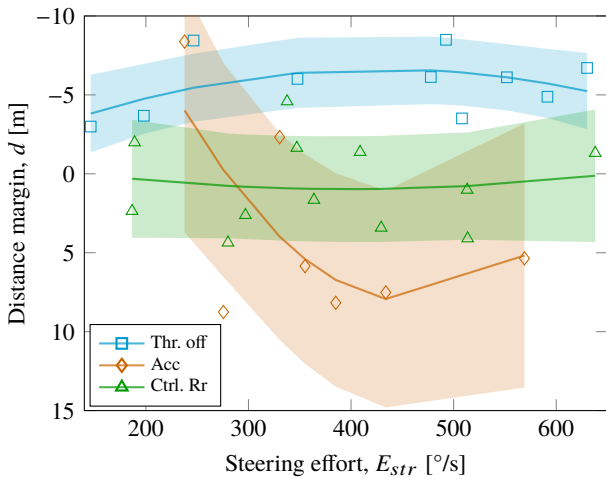 −10
−5
0
5
10
15
Distance margin, d [m]
Thr. off
Acc
Ctrl. Rr
200 300 400 500 600
Steering effort, E_str [°/s]